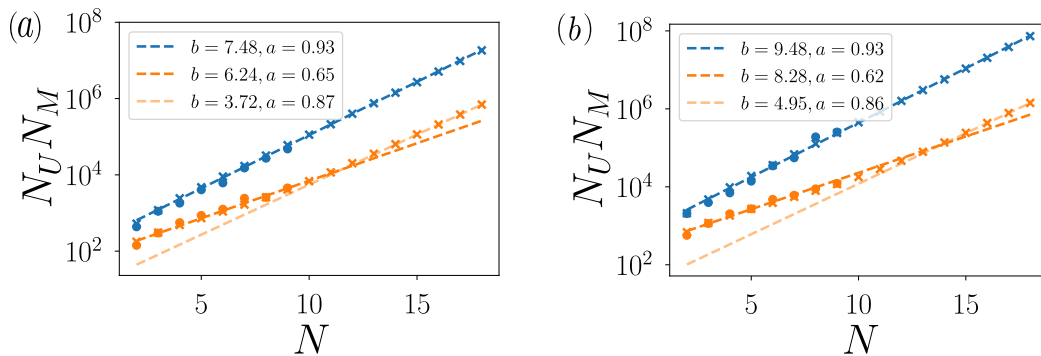 (a)
10^8
10^6
10^4
10^2
N_U N_M
b = 7.48, a = 0.93
b = 6.24, a = 0.65
b = 3.72, a = 0.87
5 10 15
N
(b)
10^8
10^6
10^4
10^2
N_U N_M
b = 9.48, a = 0.93
b = 8.28, a = 0.62
b = 4.95, a = 0.86
5 10 15
N